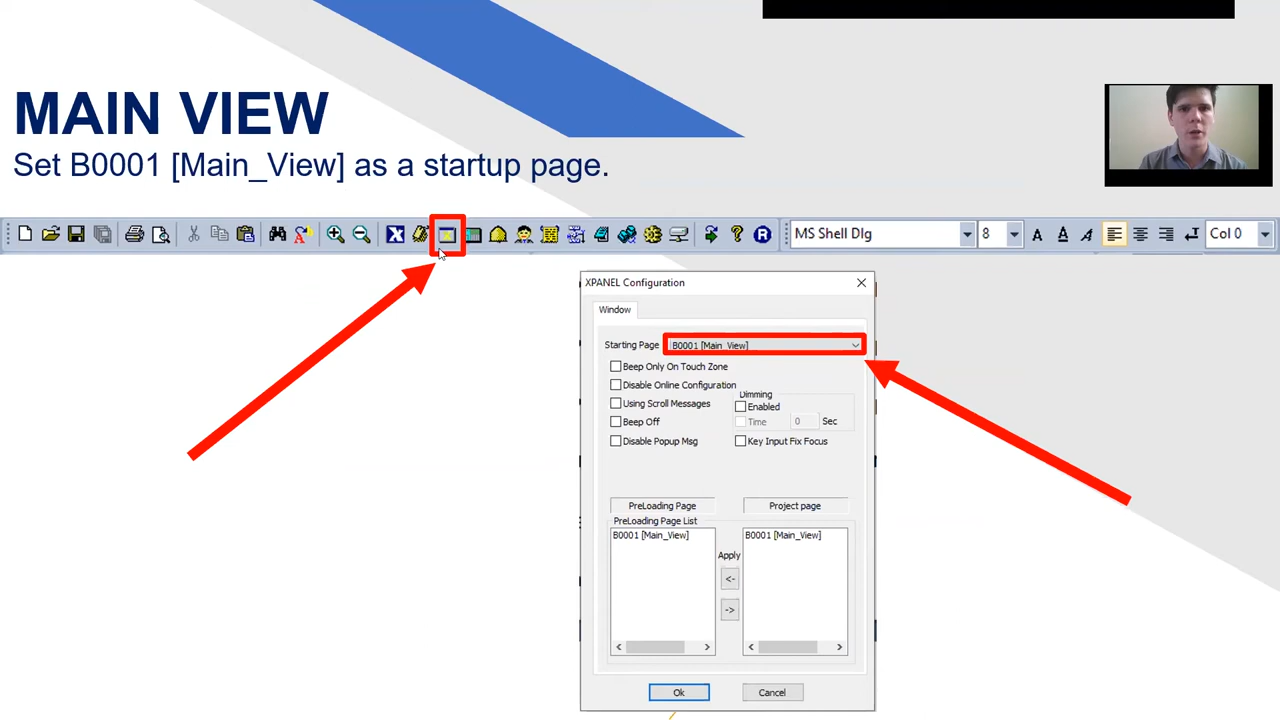 MAIN VIEW
Set B0001 [Main_View] as a startup page.
MS Shell Dlg
8
A A A
Col 0
XPANEL Configuration
Window
Starting Page B0001 [Main_View]
Beep Only On Touch Zone
Disable Online Configuration
Dimming
Using Scroll Messages
Enabled
Beep Off
Time 0 Sec
Disable Popup Msg
Key Input Fix Focus
PreLoading Page
Project page
PreLoading Page List
B0001 [Main_View]
B0001 [Main_View]
Apply
<-
->
Ok
Cancel